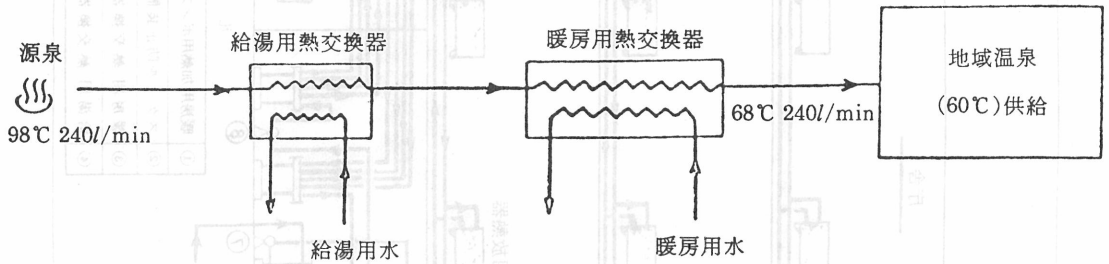 源泉
98℃ 240l/min
給湯用熱交換器
給湯用水
暖房用熱交換器
暖房用水
68℃ 240l/min
地域温泉
(60℃)供給